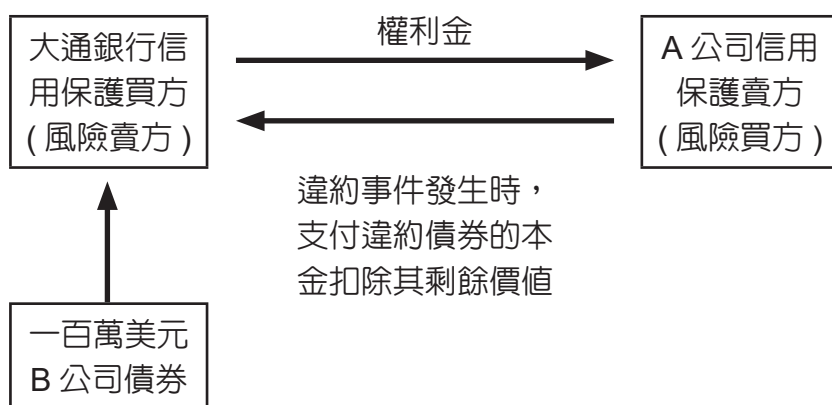 大通銀行信
用保護買方
(風險賣方)
權利金
A 公司信用
保護賣方
(風險買方)
違約事件發生時，
支付違約債券的本
金扣除其剩餘價值
一百萬美元
B 公司債券